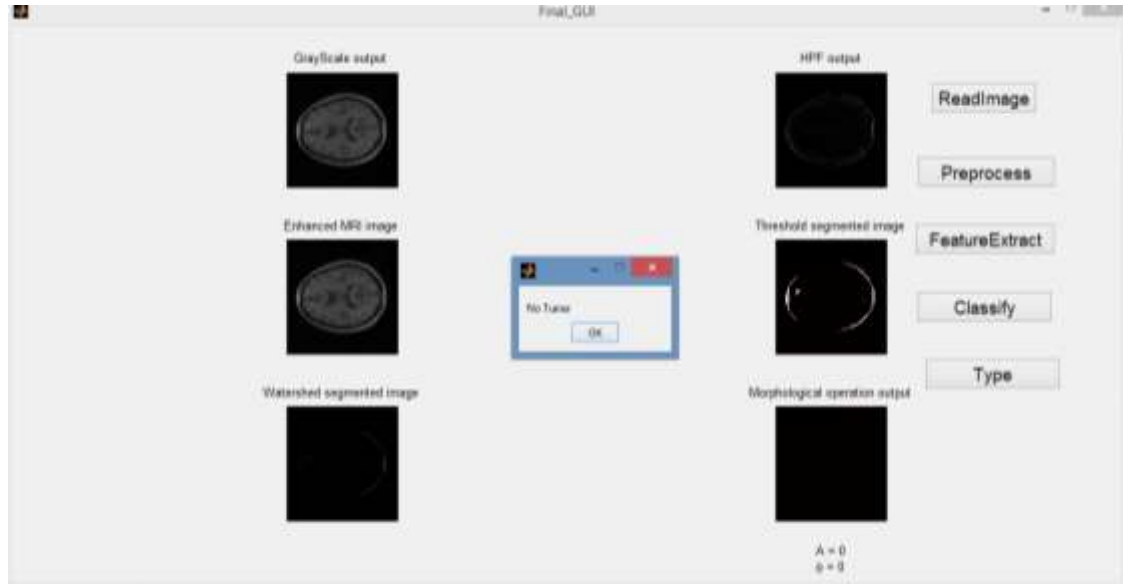 Final_GUI
GrayScale output
HPF output
ReadImage
Preprocess
Enhanced MRI image
Threshold segmented image
FeatureExtract
No Tumor
OK
Classify
Type
Watershed segmented image
Morphological operation output
A = 0